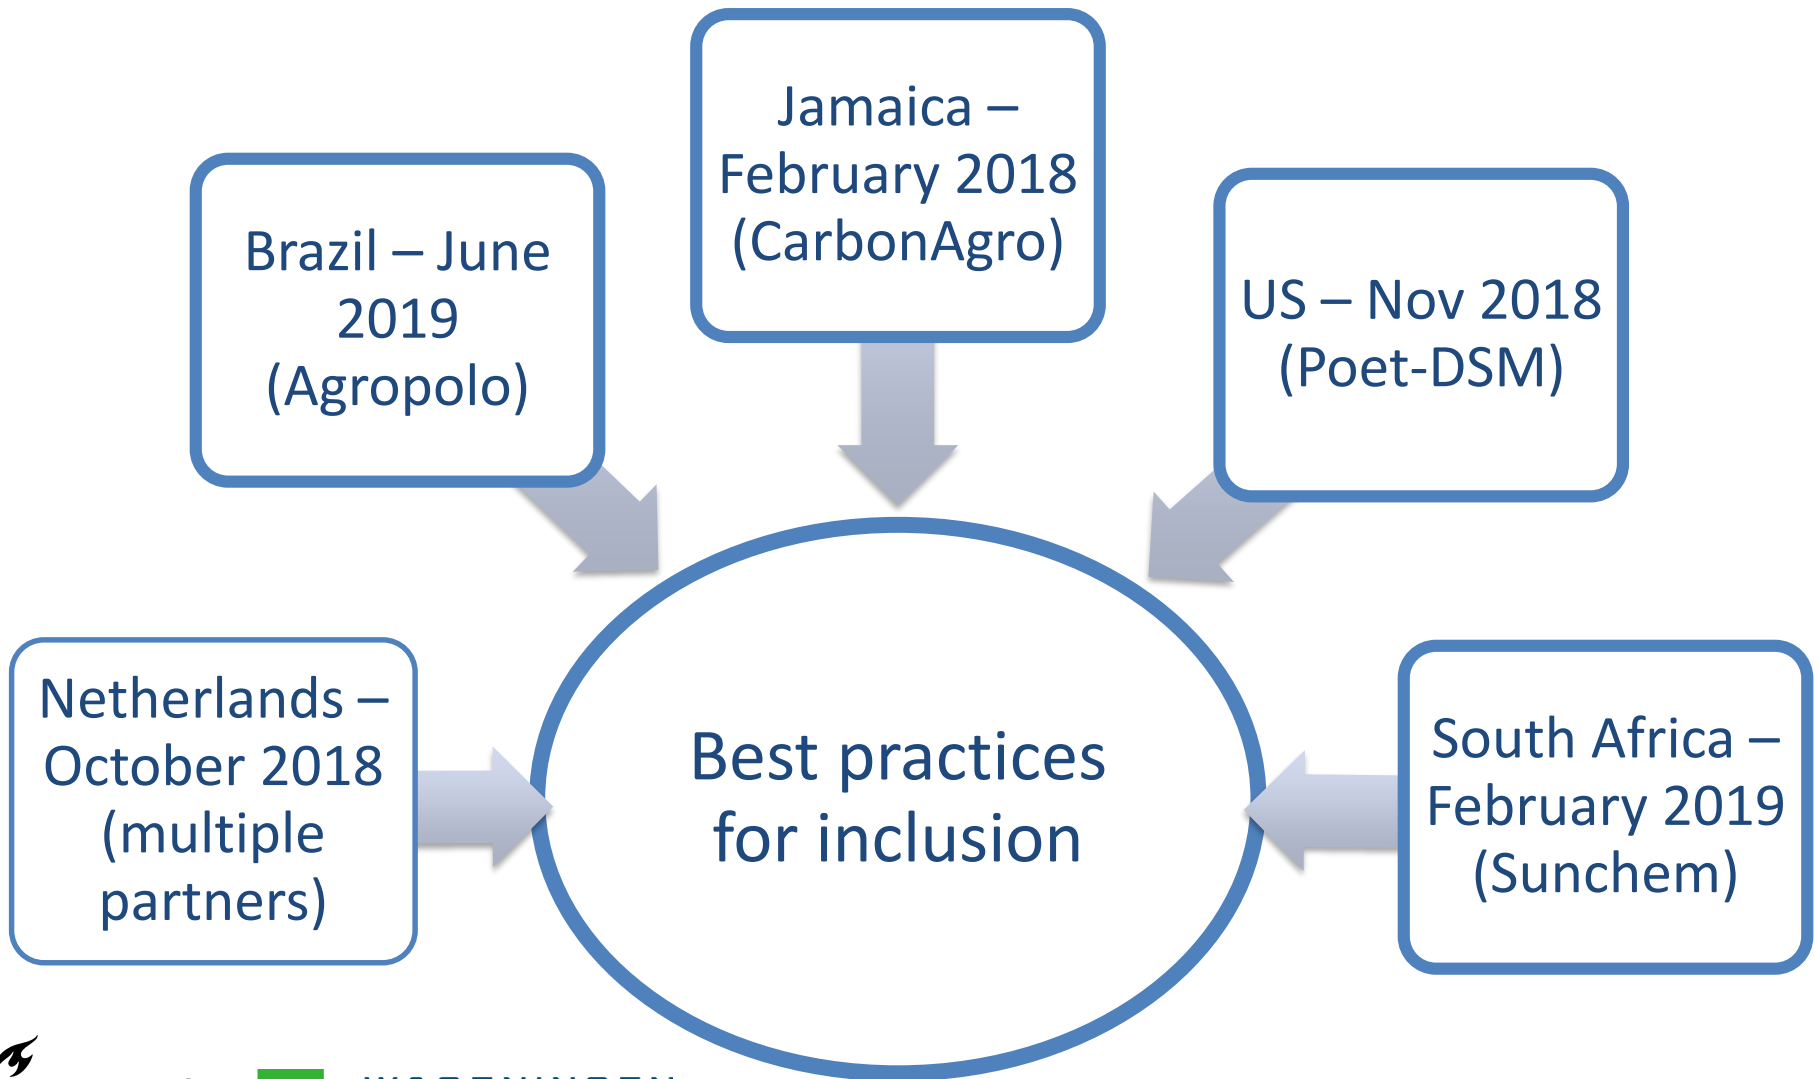 Jamaica –
February 2018
(CarbonAgro)
Brazil – June
2019
(Agropolo)
US – Nov 2018
(Poet-DSM)
Netherlands –
October 2018
(multiple
partners)
Best practices
for inclusion
South Africa –
February 2019
(Sunchem)
WAGENINGEN